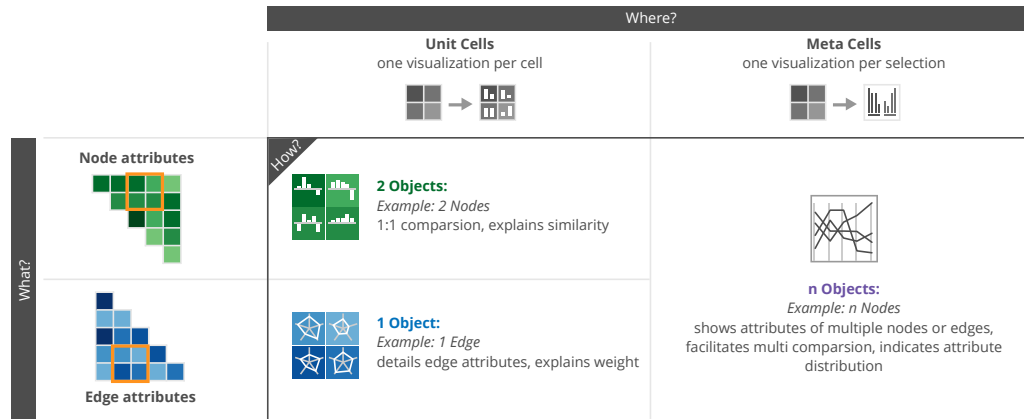 Where?
Unit Cells
one visualization per cell
Meta Cells
one visualization per selection
What?
How?
Node attributes
2 Objects:
Example: 2 Nodes
1:1 comparsion, explains similarity
Edge attributes
1 Object:
Example: 1 Edge
details edge attributes, explains weight
n Objects:
Example: n Nodes
shows attributes of multiple nodes or edges,
facilitates multi comparsion, indicates attribute
distribution